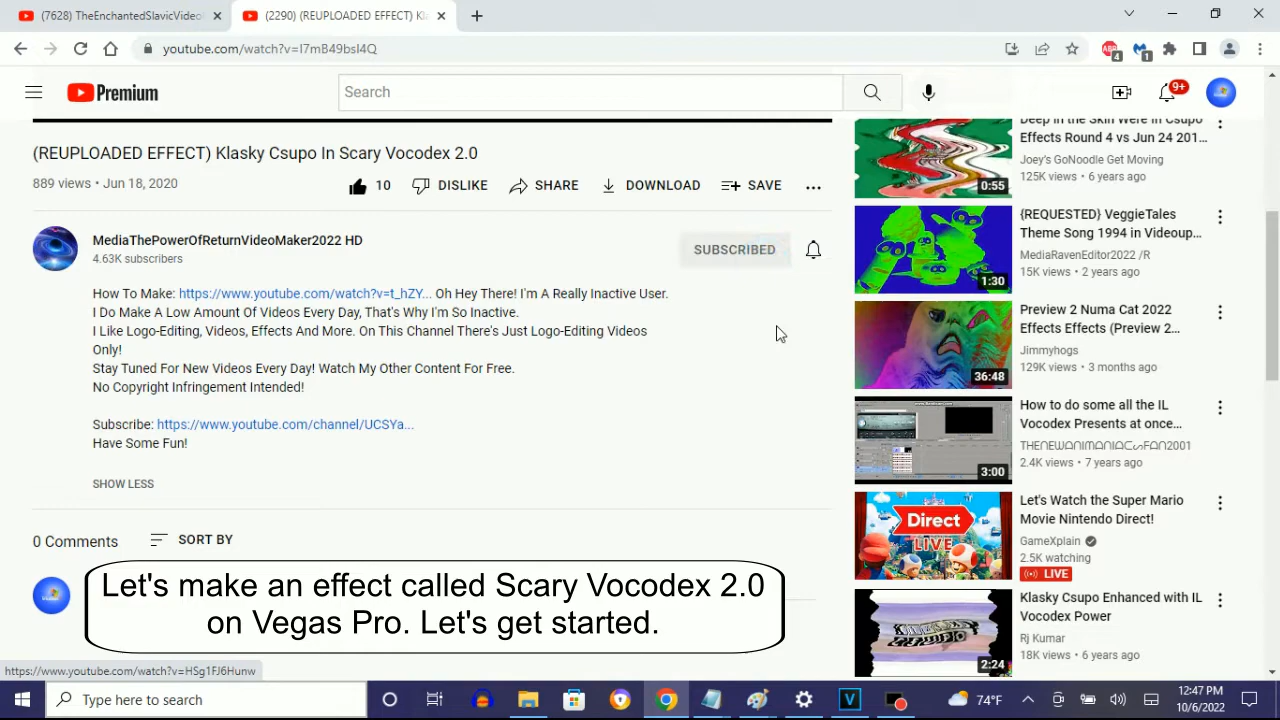 (7628) TheEnchantedSlavicVideo
(2290) (REUPLOADED EFFECT) Kl
youtube.com/watch?v=I7mB49bsI4Q
4
1
Premium
Search
9+
(REUPLOADED EFFECT) Klasky Csupo In Scary Vocodex 2.0
889 views • Jun 18, 2020
10
DISLIKE
SHARE
DOWNLOAD
SAVE
MediaThePowerOfReturnVideoMaker2022 HD
4.63K subscribers
SUBSCRIBED
How To Make: https://www.youtube.com/watch?v=t_hZY... Oh Hey There! I'm A Really Inactive User.
I Do Make A Low Amount Of Videos Every Day, That's Why I'm So Inactive.
I Like Logo-Editing, Videos, Effects And More. On This Channel There's Just Logo-Editing Videos
Only!
Stay Tuned For New Videos Every Day! Watch My Other Content For Free.
No Copyright Infringement Intended!
Subscribe: https://www.youtube.com/channel/UCSYa...
Have Some Fun!
SHOW LESS
0 Comments
SORT BY
Let's make an effect called Scary Vocodex 2.0
on Vegas Pro. Let's get started.
https://www.youtube.com/watch?v=HSg1FJ6Hunw
Deep in the Skin Were In Csupo
Effects Round 4 vs Jun 24 201...
Joey's GoNoodle Get Moving
125K views • 6 years ago
0:55
{REQUESTED} VeggieTales
Theme Song 1994 in Videoup...
MediaRavenEditor2022 /R
15K views • 2 years ago
1:30
Preview 2 Numa Cat 2022
Effects Effects (Preview 2...
Jimmyhogs
129K views • 3 months ago
36:48
How to do some all the IL
Vocodex Presents at once...
2.4K views • 7 years ago
3:00
Let's Watch the Super Mario
Movie Nintendo Direct!
GameXplain
2.5K watching
LIVE
Direct
LIVE
Klasky Csupo Enhanced with IL
Vocodex Power
Rj Kumar
18K views • 6 years ago
2:24
Type here to search
74°F
12:47 PM
10/6/2022